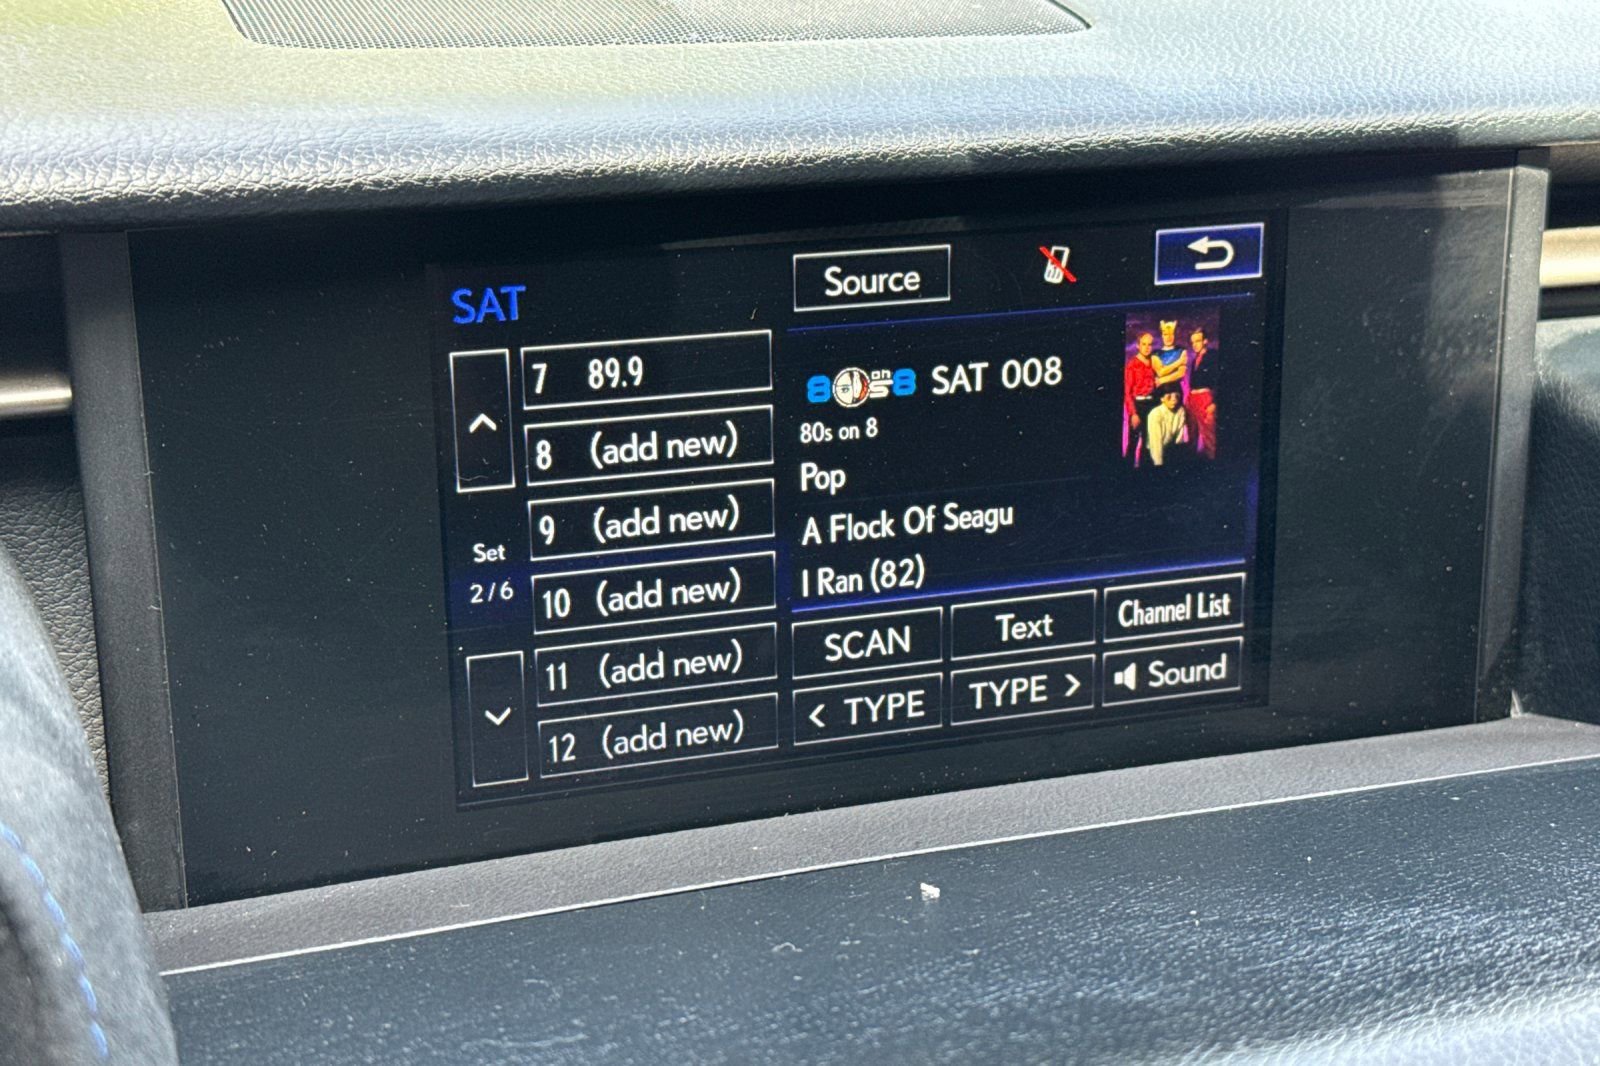 SAT
Source
7 89.9
8 (add new)
9 (add new)
10 (add new)
11 (add new)
12 (add new)
Set
2/6
8 on 8
SAT 008
80s on 8
Pop
A Flock Of Seagu
I Ran (82)
SCAN
Text
Channel List
< TYPE
TYPE >
Sound